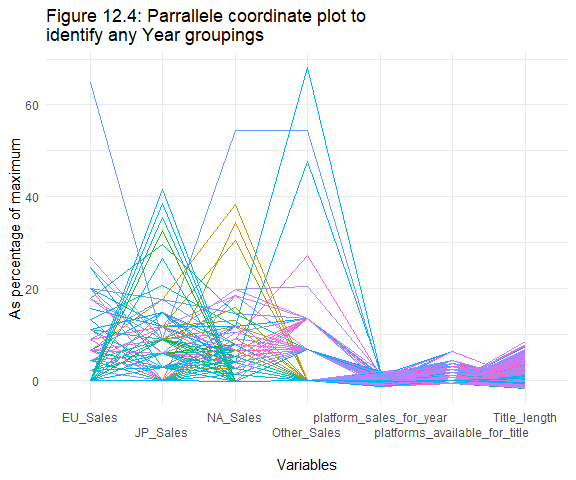 Figure 12.4: Parrallele coordinate plot to
identify any Year groupings
As percentage of maximum
60
40
20
0
EU_Sales
JP_Sales
NA_Sales
Other_Sales
platform_sales_for_year
platforms_available_for_title
Title_length
Variables